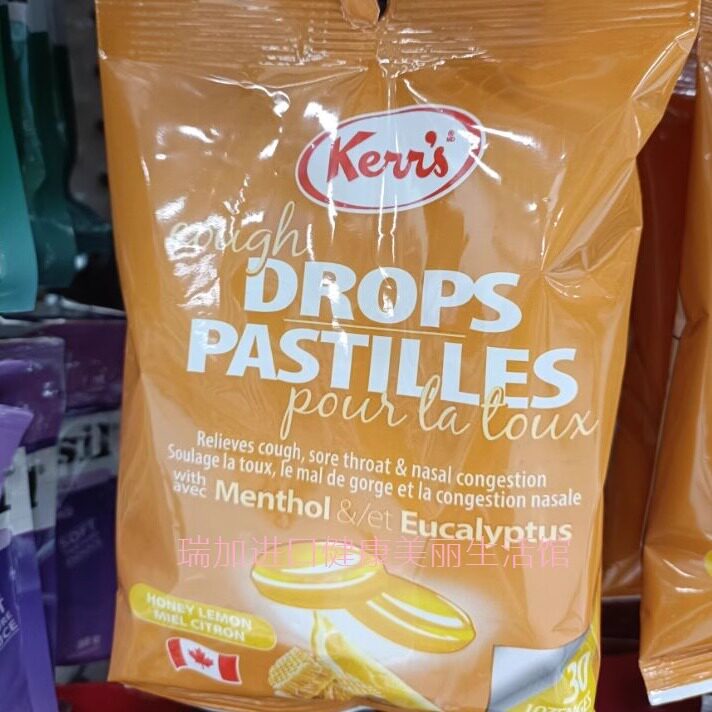 Kerr's
cough
DROPS
PASTILLES
pour la toux
Relieves cough, sore throat & nasal congestion
Soulage la toux, le mal de gorge et la congestion nasale
with
avec
Menthol &/et Eucalyptus
瑞加进口健康美丽生活馆
HONEY LEMON
MIEL CITRON
30
LOZENGES